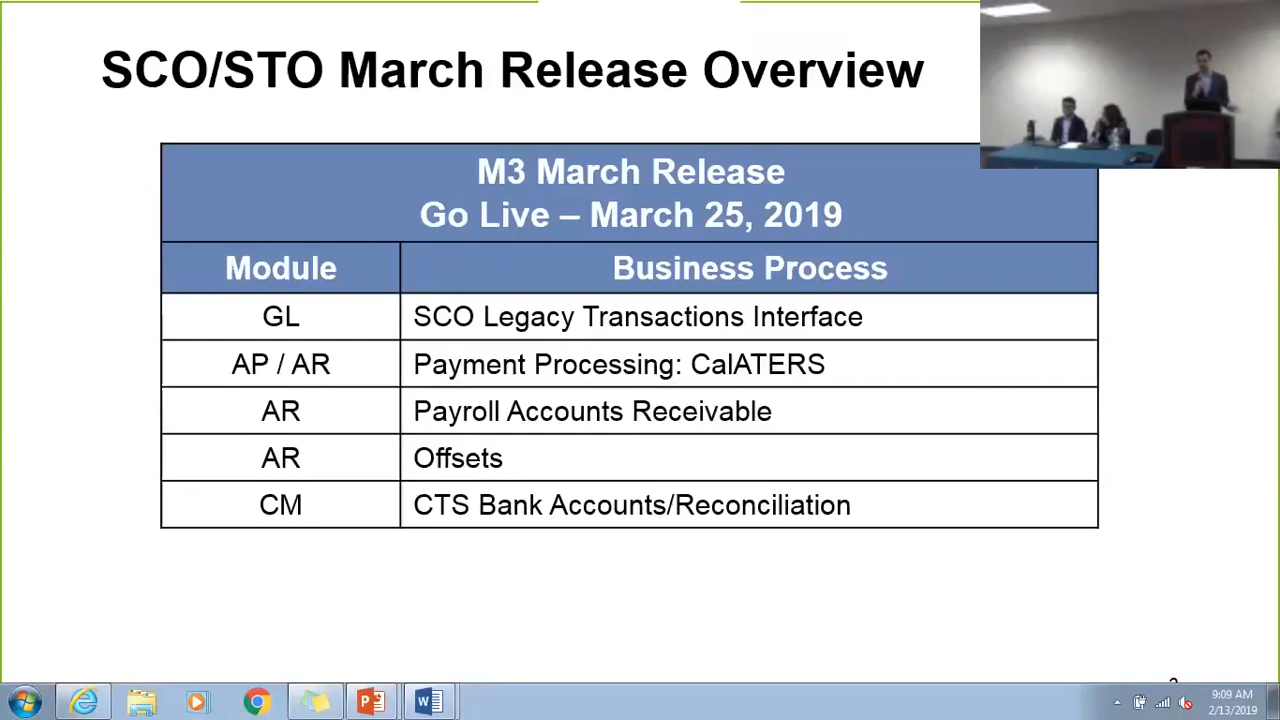 SCO/STO March Release Overview
M3 March Release
Go Live – March 25, 2019
Module Business Process
GL SCO Legacy Transactions Interface
AP / AR Payment Processing: CalATERS
AR Payroll Accounts Receivable
AR Offsets
CM CTS Bank Accounts/Reconciliation
9:09 AM
2/13/2019